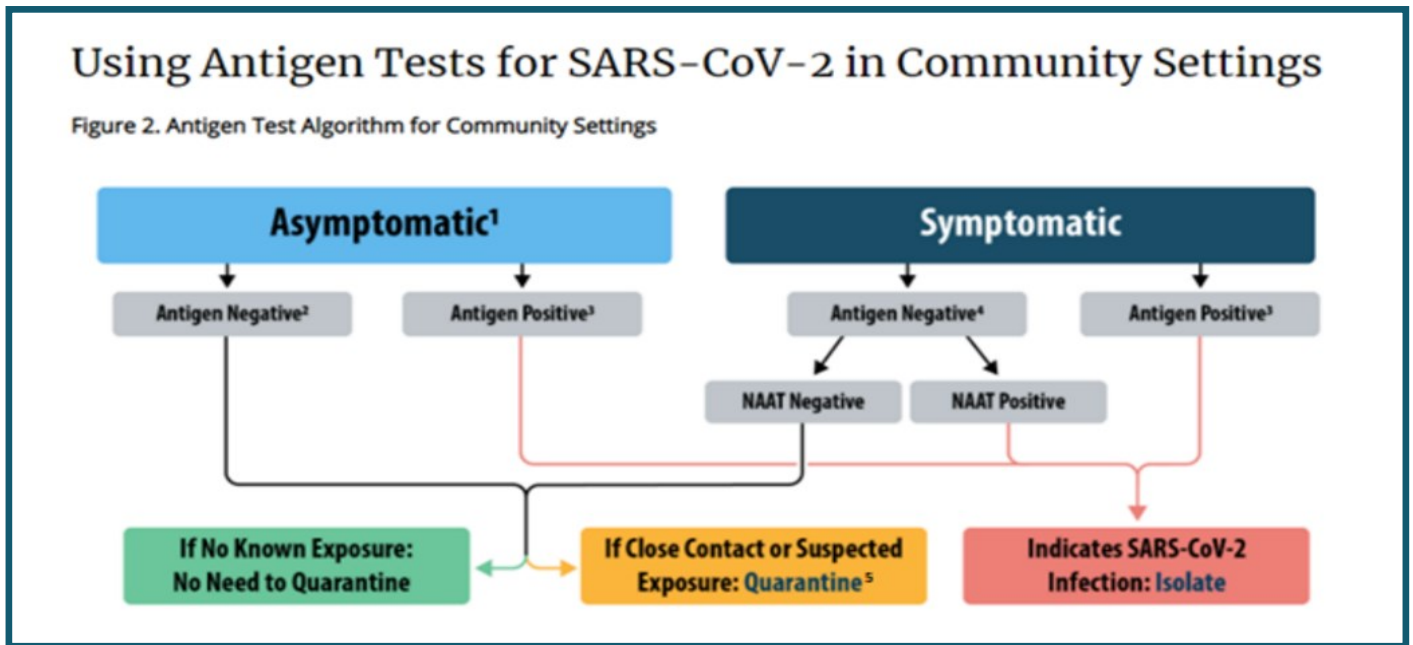 Using Antigen Tests for SARS-CoV-2 in Community Settings
Figure 2. Antigen Test Algorithm for Community Settings
Asymptomatic¹
Symptomatic
Antigen Negative²
Antigen Positive³
Antigen Negative⁴
Antigen Positive³
NAAT Negative
NAAT Positive
If No Known Exposure:
No Need to Quarantine
If Close Contact or Suspected
Exposure: Quarantine⁵
Indicates SARS-CoV-2
Infection: Isolate